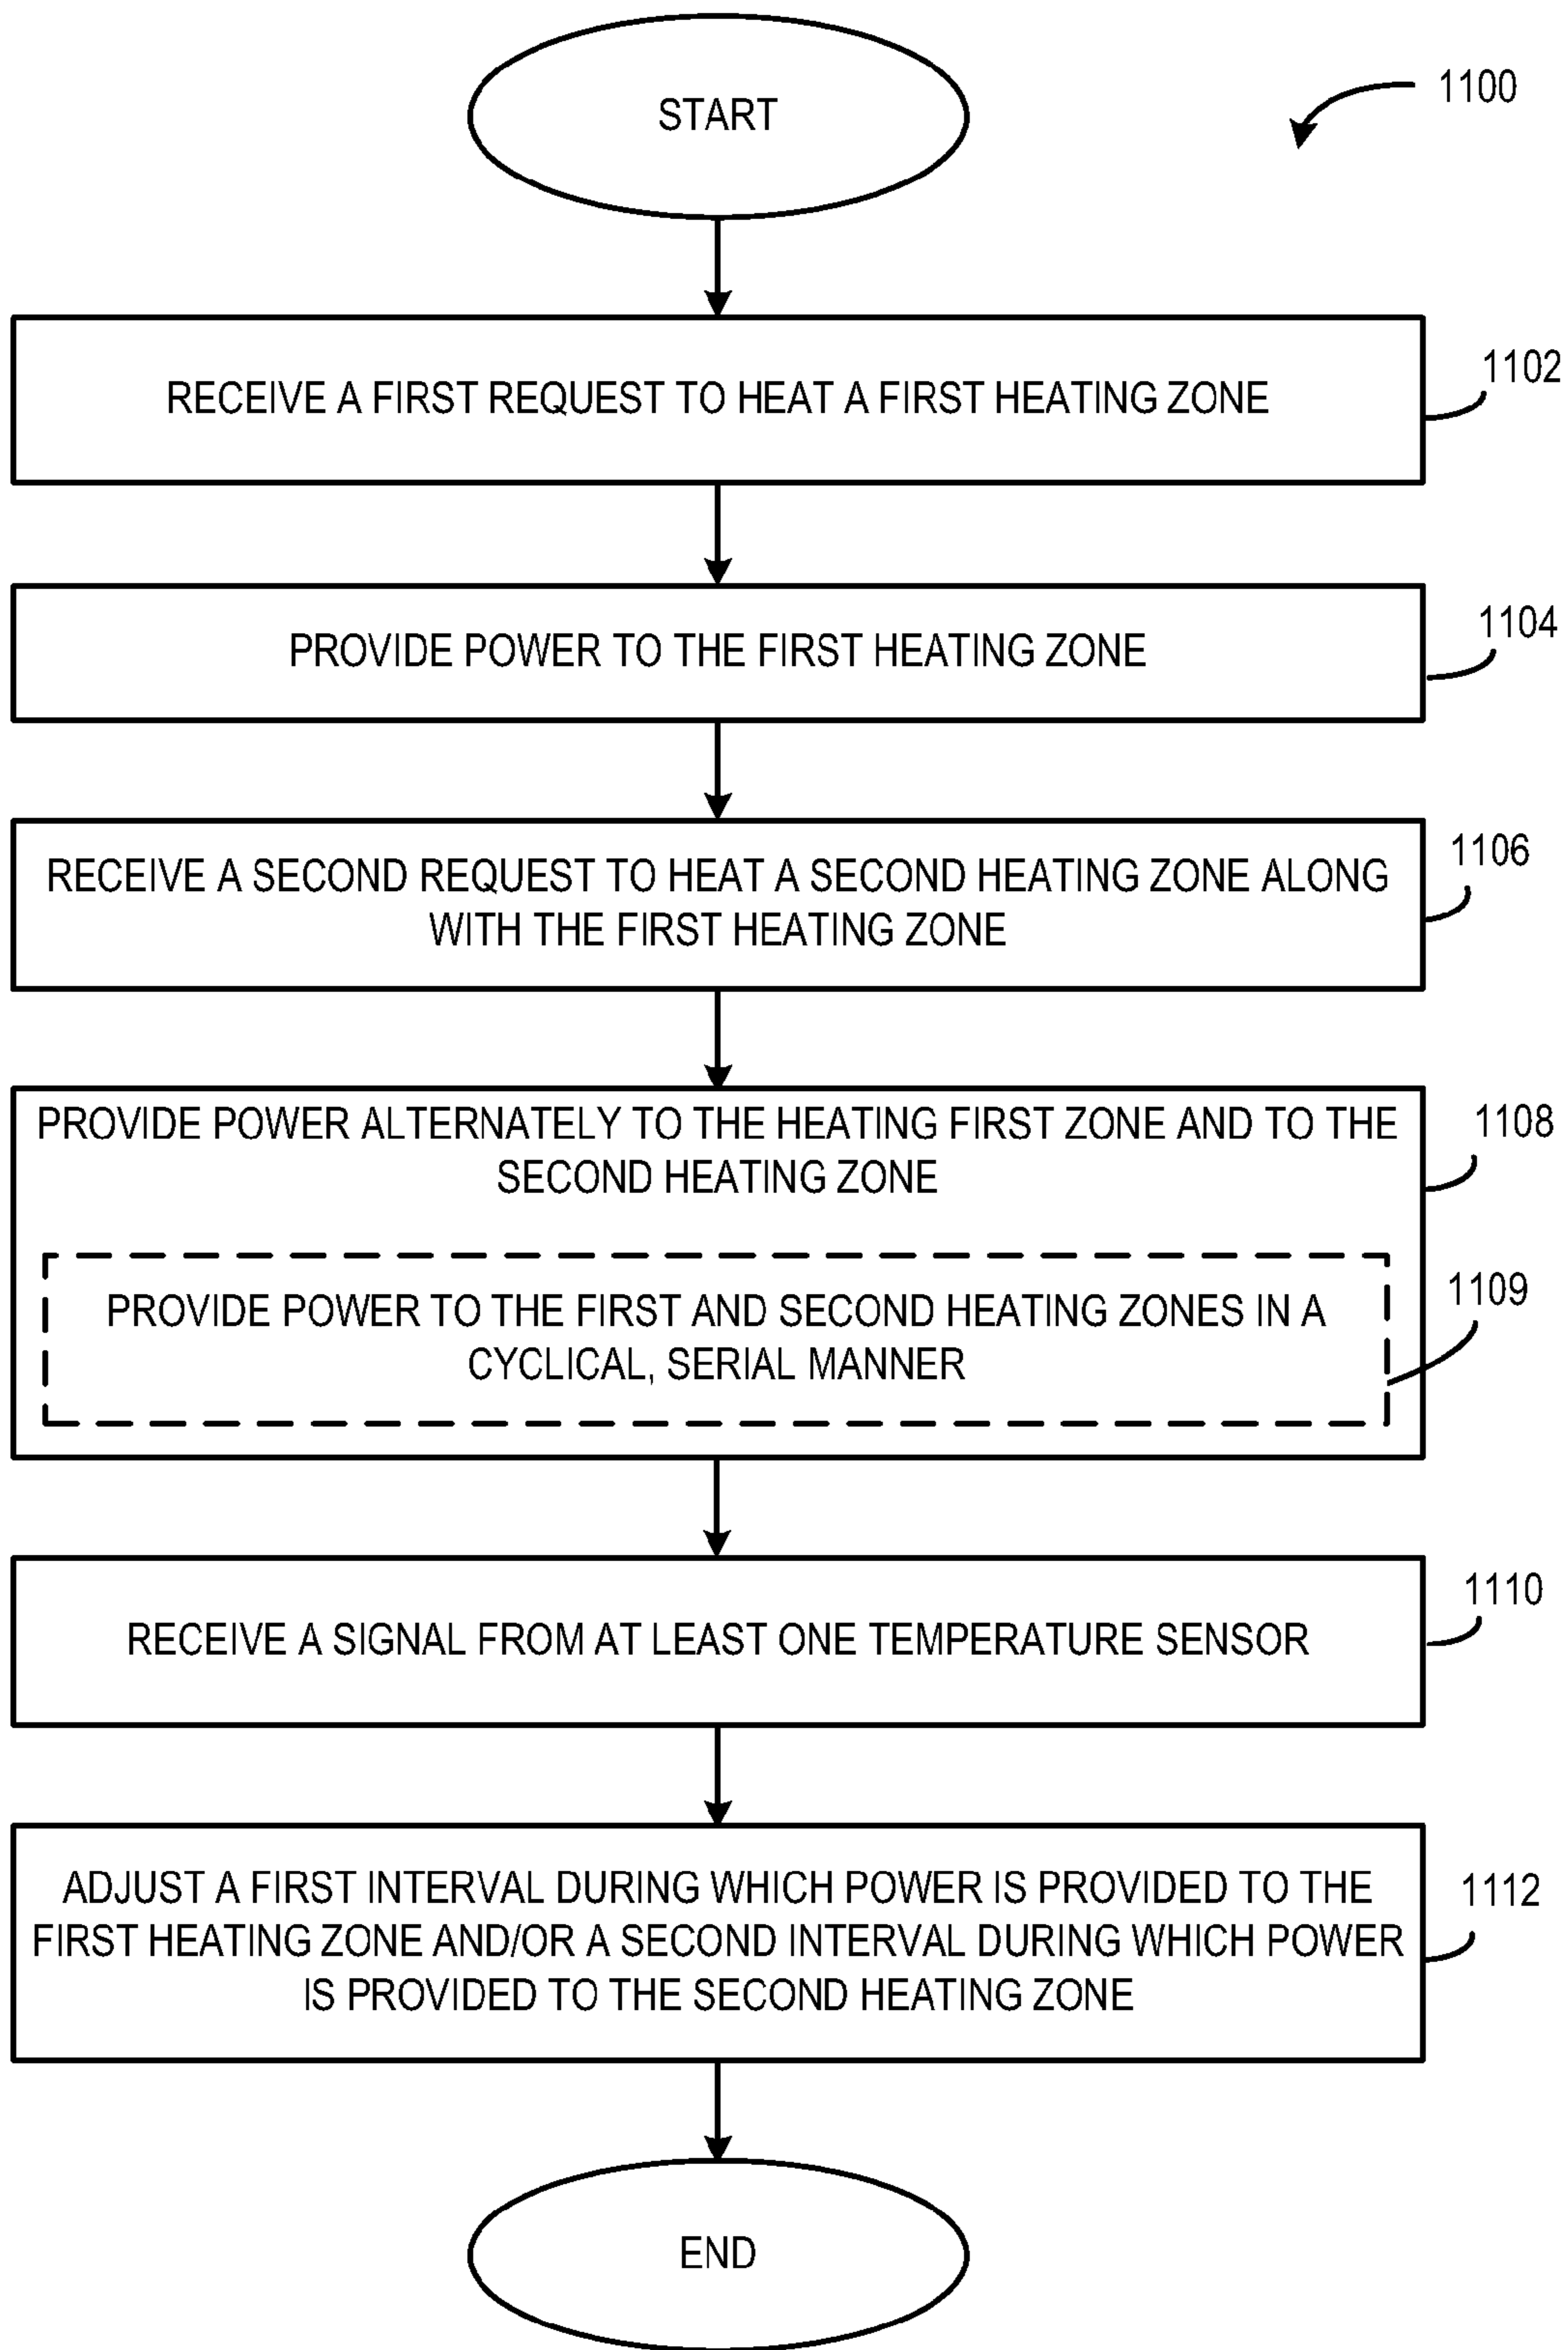 START
1100
RECEIVE A FIRST REQUEST TO HEAT A FIRST HEATING ZONE
1102
PROVIDE POWER TO THE FIRST HEATING ZONE
1104
RECEIVE A SECOND REQUEST TO HEAT A SECOND HEATING ZONE ALONG
WITH THE FIRST HEATING ZONE
1106
PROVIDE POWER ALTERNATELY TO THE HEATING FIRST ZONE AND TO THE
SECOND HEATING ZONE
1108
PROVIDE POWER TO THE FIRST AND SECOND HEATING ZONES IN A
CYCLICAL, SERIAL MANNER
1109
RECEIVE A SIGNAL FROM AT LEAST ONE TEMPERATURE SENSOR
1110
ADJUST A FIRST INTERVAL DURING WHICH POWER IS PROVIDED TO THE
FIRST HEATING ZONE AND/OR A SECOND INTERVAL DURING WHICH POWER
IS PROVIDED TO THE SECOND HEATING ZONE
1112
END